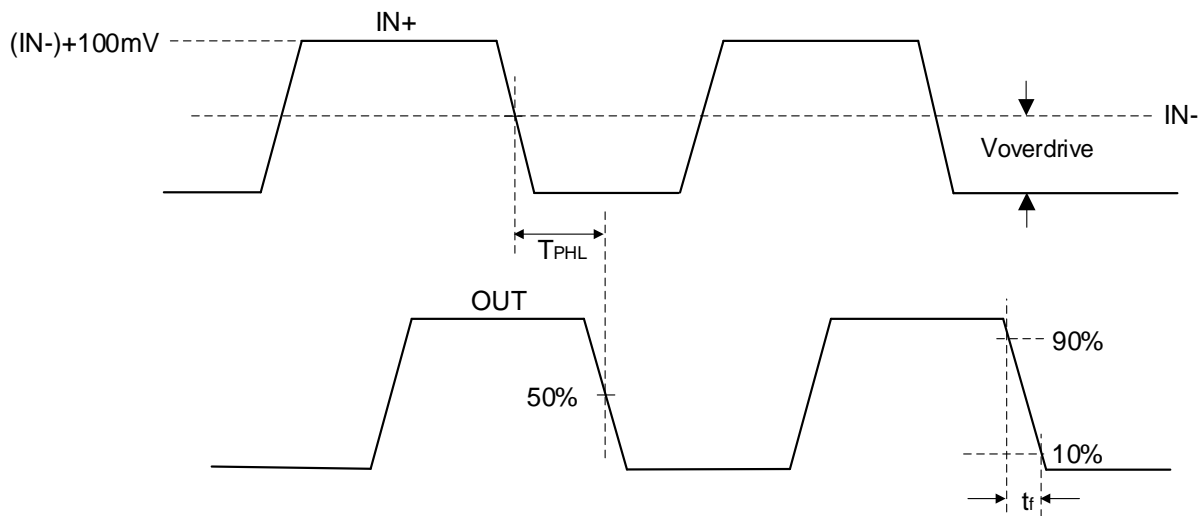 IN+
(IN-)+100mV
IN-
Voverdrive
TPHL
OUT
90%
50%
10%
tf